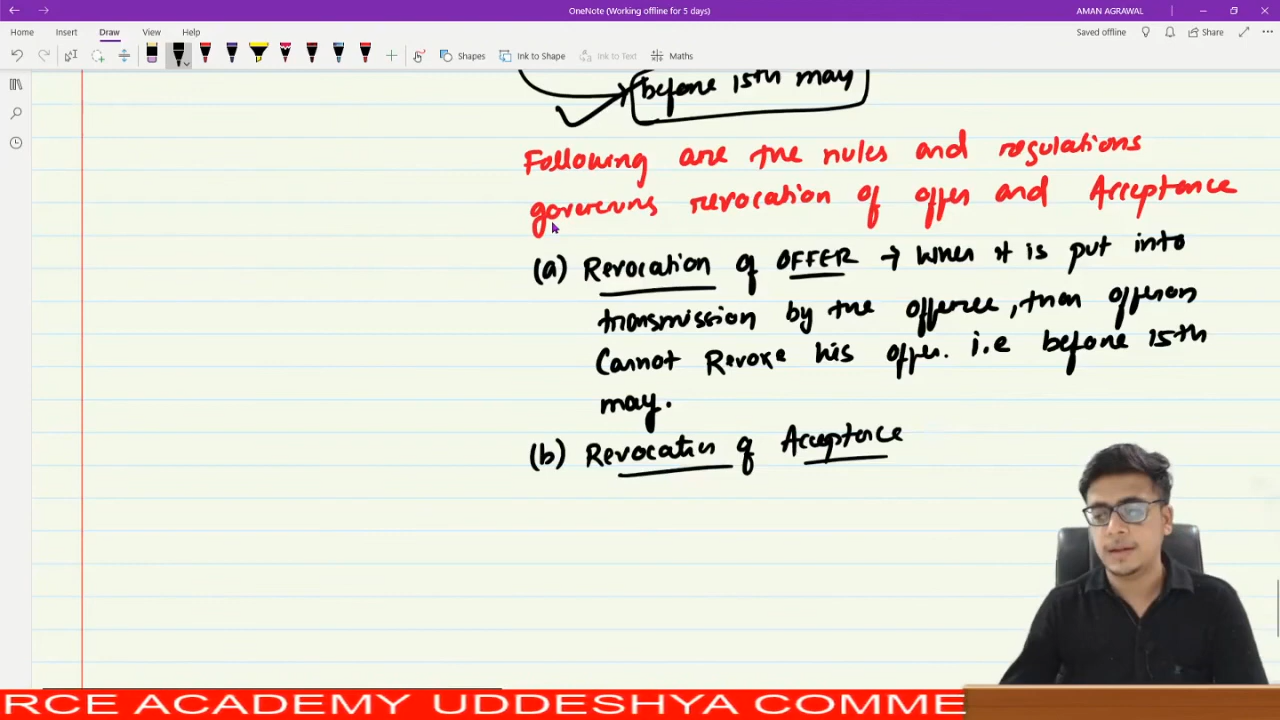 OneNote (Working offline for 5 days)
AMAN AGRAWAL
Home Insert Draw View Help
Saved offline
Share
Shapes
Ink to Shape
Ink to Text
Maths
before 15th may
Following are the rules and regulations
governing revocation of offer and Acceptance
(a) Revocation of OFFER → When it is put into
transmission by the offeree, than offeror
Cannot Revoke his offer. i.e before 15th
may.
(b) Revocation of Acceptance
RCE ACADEMY UDDESHYA COMME